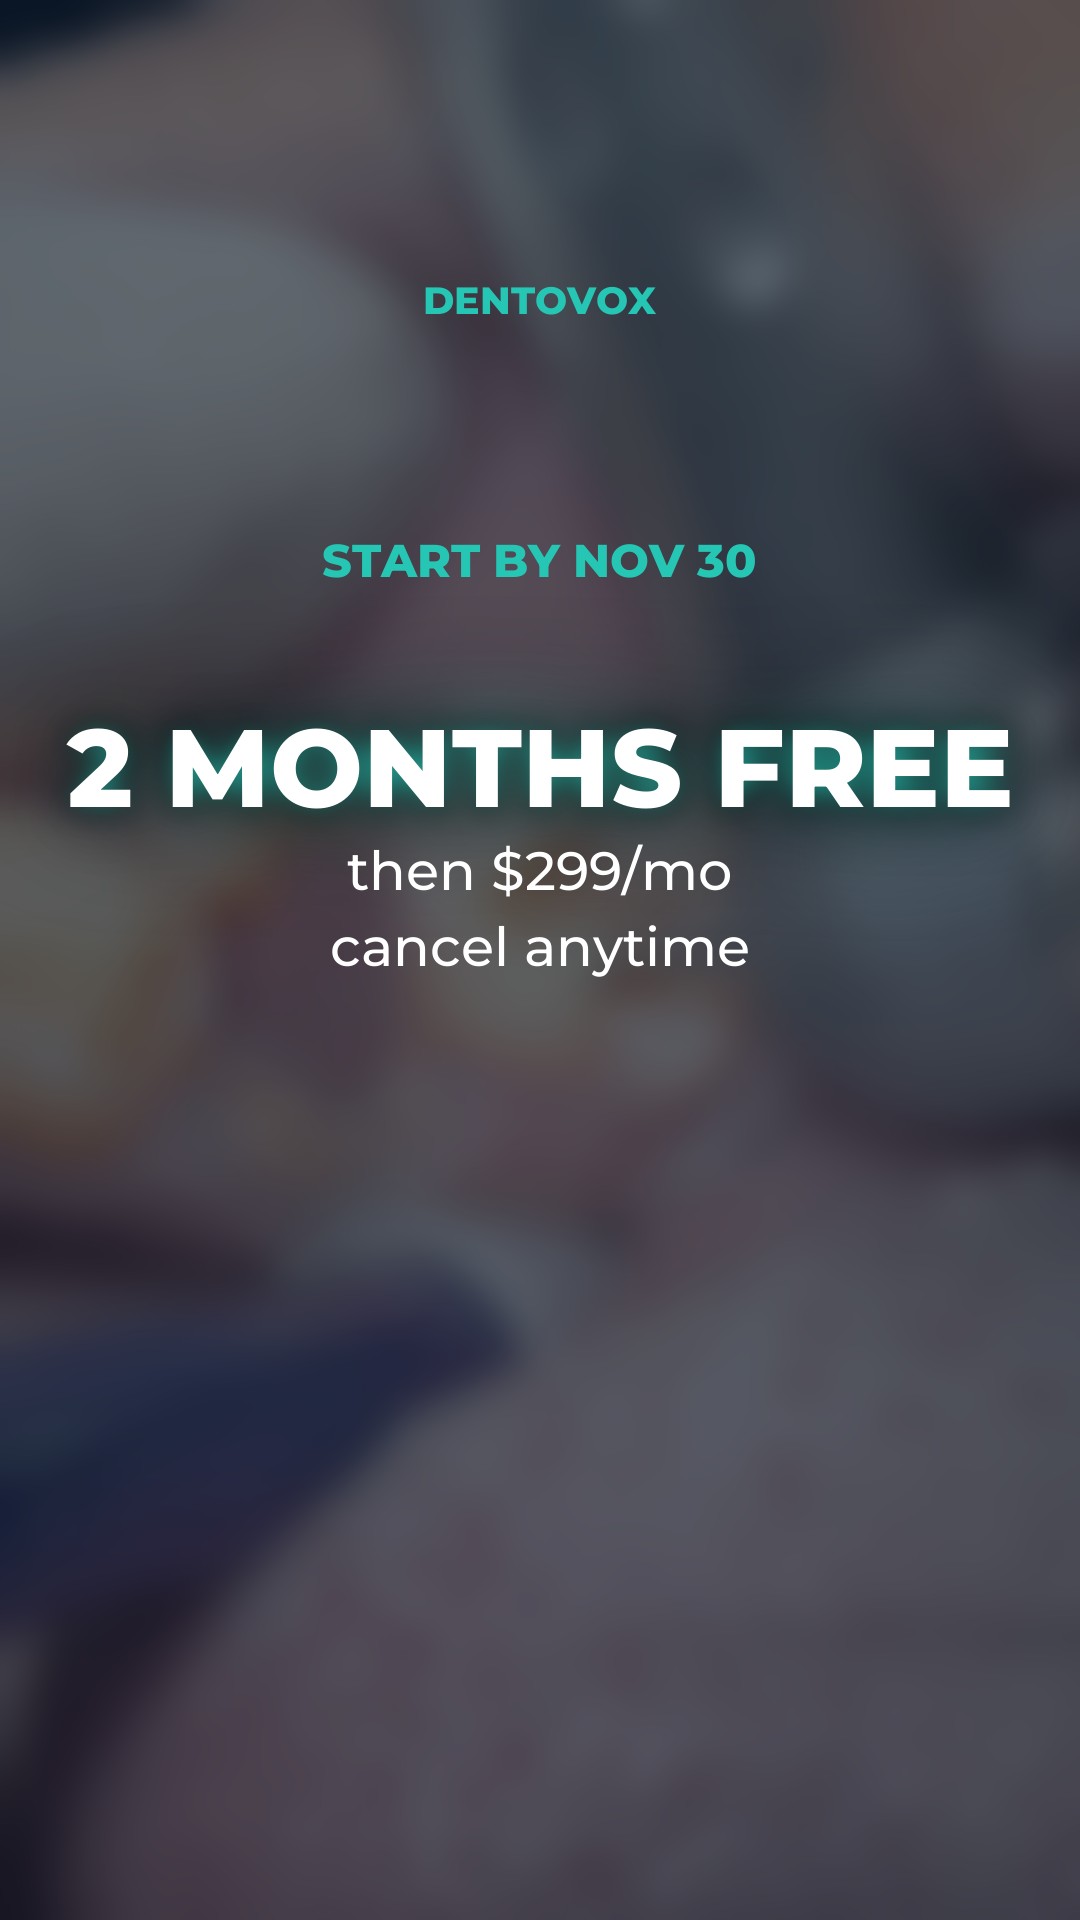 DENTOVOX
START BY NOV 30
2 MONTHS FREE
then $299/mo
cancel anytime